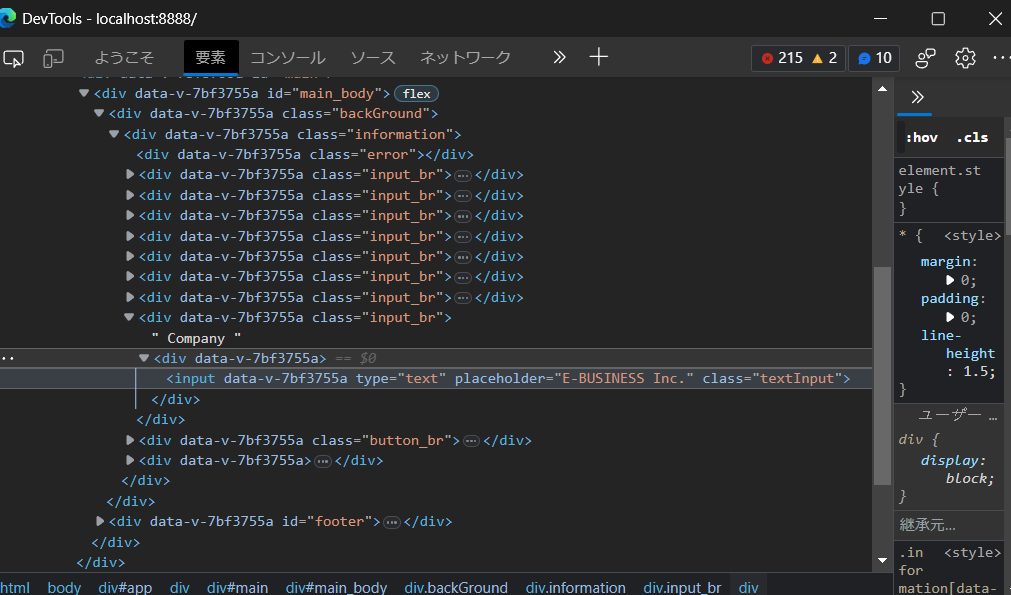 DevTools - localhost:8888/
ようこそ 要素 コンソール ソース ネットワーク 215 2 10
<div data-v-7bf3755a id="main_body"> flex
<div data-v-7bf3755a class="backGround">
<div data-v-7bf3755a class="information">
<div data-v-7bf3755a class="error"></div>
<div data-v-7bf3755a class="input_br"> … </div>
<div data-v-7bf3755a class="input_br"> … </div>
<div data-v-7bf3755a class="input_br"> … </div>
<div data-v-7bf3755a class="input_br"> … </div>
<div data-v-7bf3755a class="input_br"> … </div>
<div data-v-7bf3755a class="input_br"> … </div>
<div data-v-7bf3755a class="input_br"> … </div>
<div data-v-7bf3755a class="input_br">
" Company "
<div data-v-7bf3755a> == $0
<input data-v-7bf3755a type="text" placeholder="E-BUSINESS Inc." class="textInput">
</div>
</div>
<div data-v-7bf3755a class="button_br"> … </div>
<div data-v-7bf3755a> … </div>
</div>
</div>
<div data-v-7bf3755a id="footer"> … </div>
</div>
</div>
html body div#app div div#main div#main_body div.backGround div.information div.input_br div
:hov .cls
element.st
yle {
}
* { <style>
margin:
0;
padding:
0;
line-
height
: 1.5;
}
ユーザー …
div {
display:
block;
}
継承元…
.in <style>
for
mation[data-